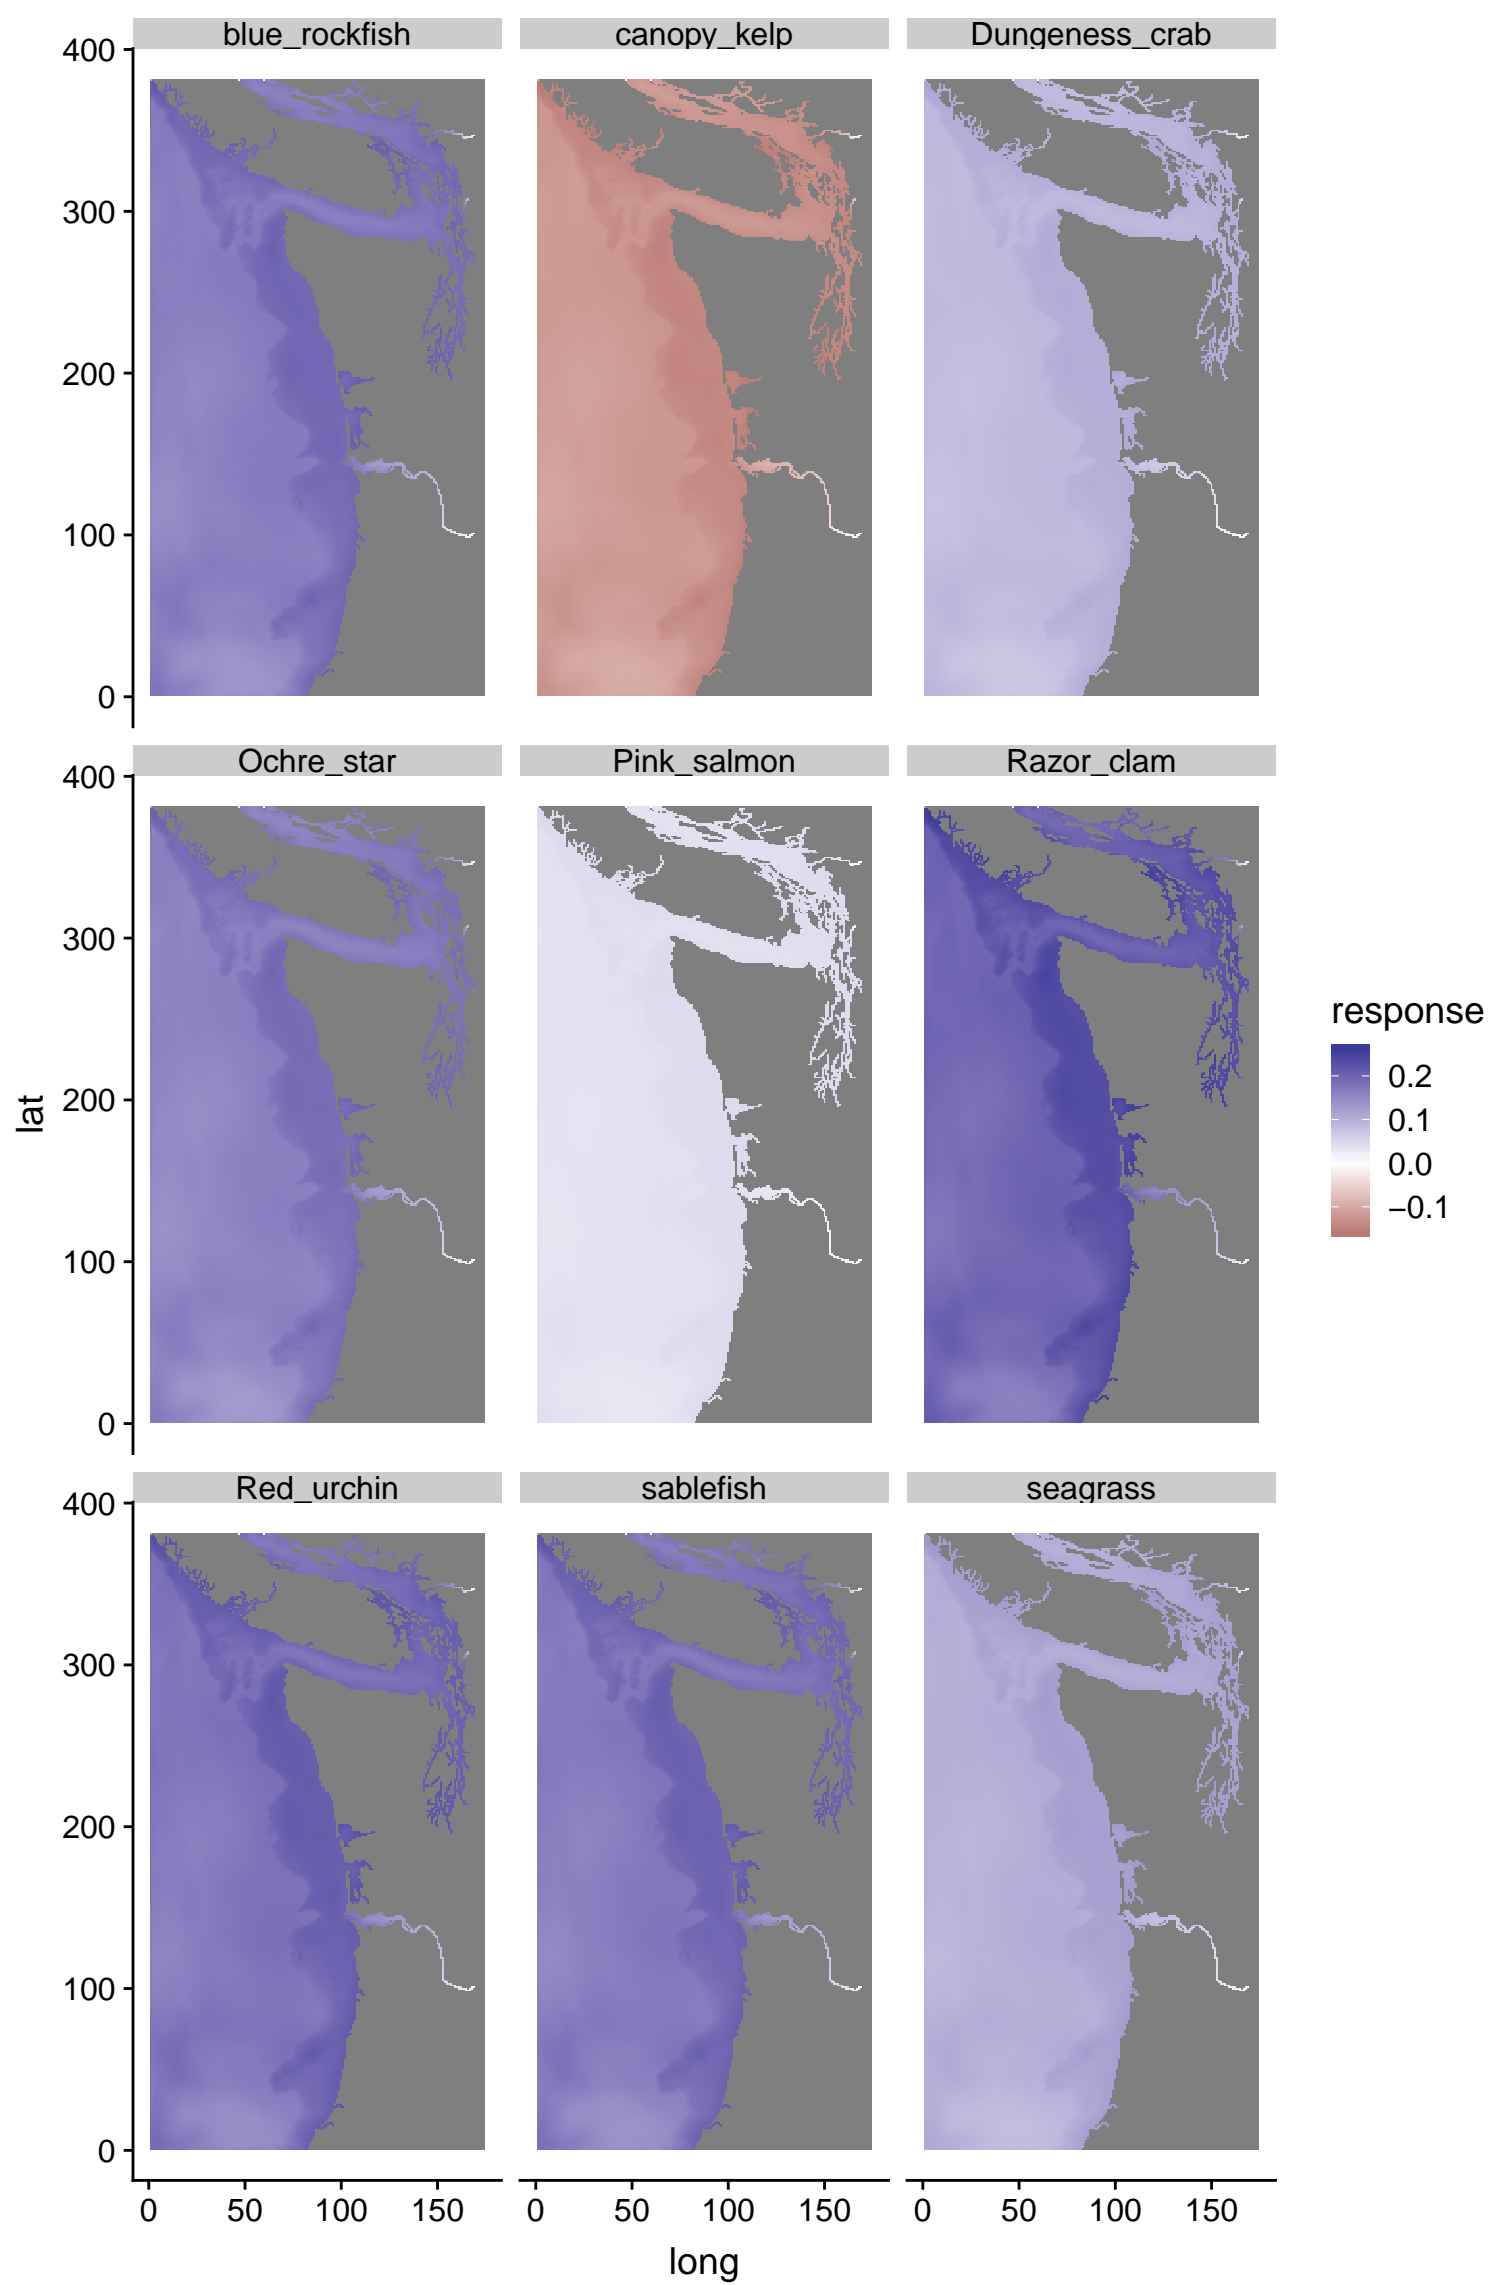 blue_rockfish canopy_kelp Dungeness_crab
400
300
200
100
0
Ochre_star Pink_salmon Razor_clam
400
300
200
100
0
lat
response
0.2
0.1
0.0
−0.1
Red_urchin sablefish seagrass
400
300
200
100
0
0 50 100 150 0 50 100 150 0 50 100 150
long